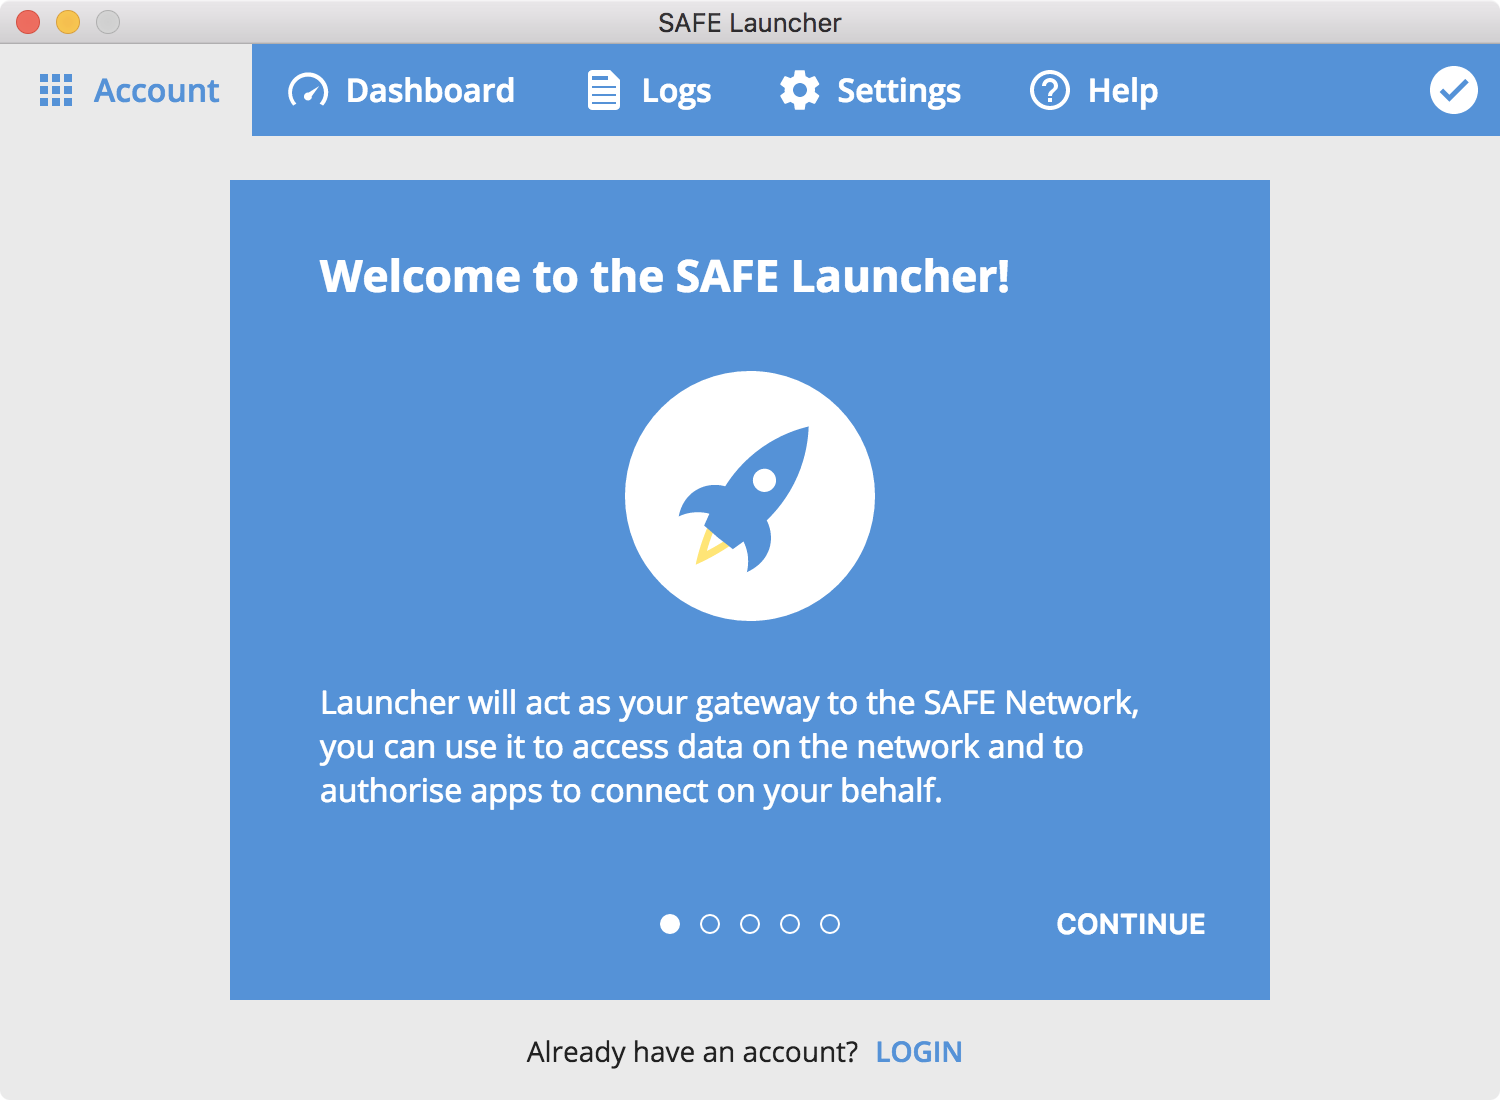 SAFE Launcher
Account Dashboard Logs Settings Help
Welcome to the SAFE Launcher!
Launcher will act as your gateway to the SAFE Network,
you can use it to access data on the network and to
authorise apps to connect on your behalf.
CONTINUE
Already have an account? LOGIN